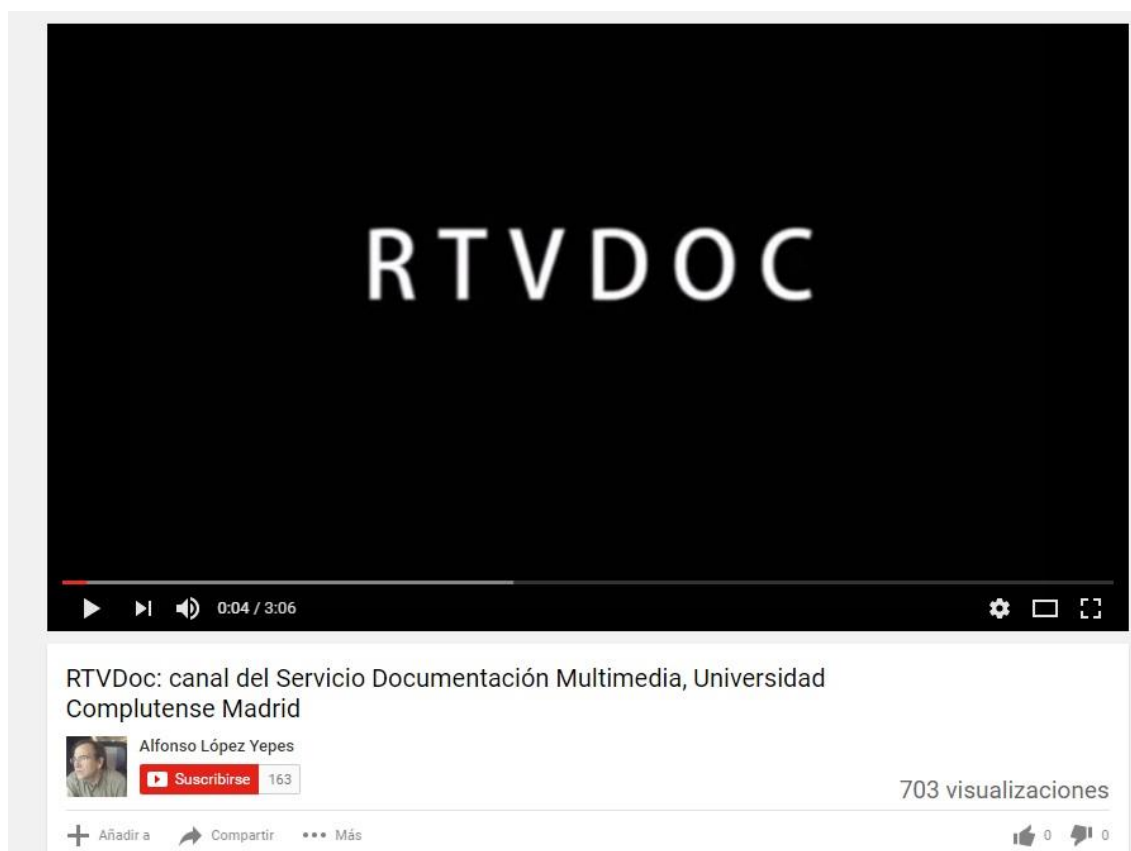 RTVDOC
0:04 / 3:06
RTVDoc: canal del Servicio Documentación Multimedia, Universidad
Complutense Madrid
Alfonso López Yepes
Suscribirse 163
703 visualizaciones
Añadir a Compartir Más 0 0